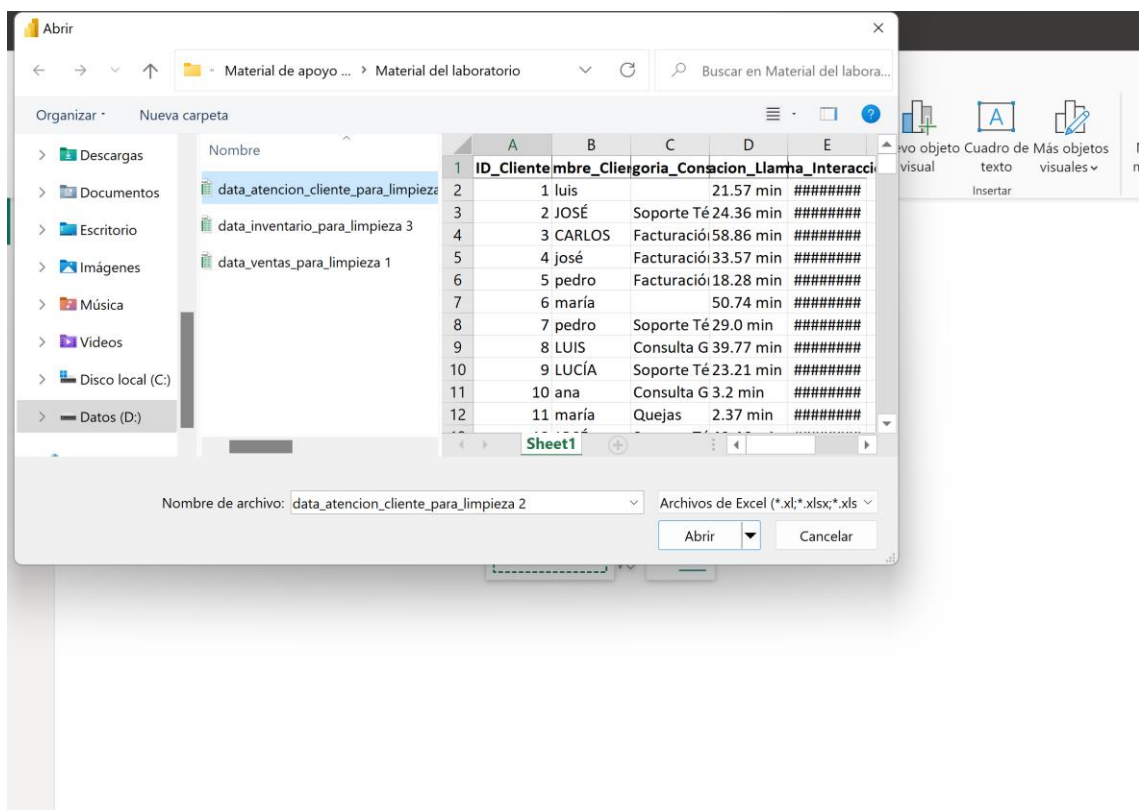 Abrir
Material de apoyo ... > Material del laboratorio
Buscar en Material del labora...
Organizar
Nueva carpeta
Descargas
Documentos
Escritorio
Imágenes
Música
Videos
Disco local (C:)
Datos (D:)
Nombre
data_atencion_cliente_para_limpieza
data_inventario_para_limpieza 3
data_ventas_para_limpieza 1
A B C D E
1 ID_Cliente mbre_Clier goria_Cons acion_Llam ha_Interacci
2 1 luis 21.57 min ########
3 2 JOSÉ Soporte Té 24.36 min ########
4 3 CARLOS Facturació 58.86 min ########
5 4 josé Facturació 33.57 min ########
6 5 pedro Facturació 18.28 min ########
7 6 maría 50.74 min ########
8 7 pedro Soporte Té 29.0 min ########
9 8 LUIS Consulta G 39.77 min ########
10 9 LUCÍA Soporte Té 23.21 min ########
11 10 ana Consulta G 3.2 min ########
12 11 maría Quejas 2.37 min ########
Sheet1
Nombre de archivo: data_atencion_cliente_para_limpieza 2
Archivos de Excel (*.xl;*.xlsx;*.xls
Abrir
Cancelar
evo objeto
visual
A
Cuadro de
texto
Más objetos
visuales
Insertar